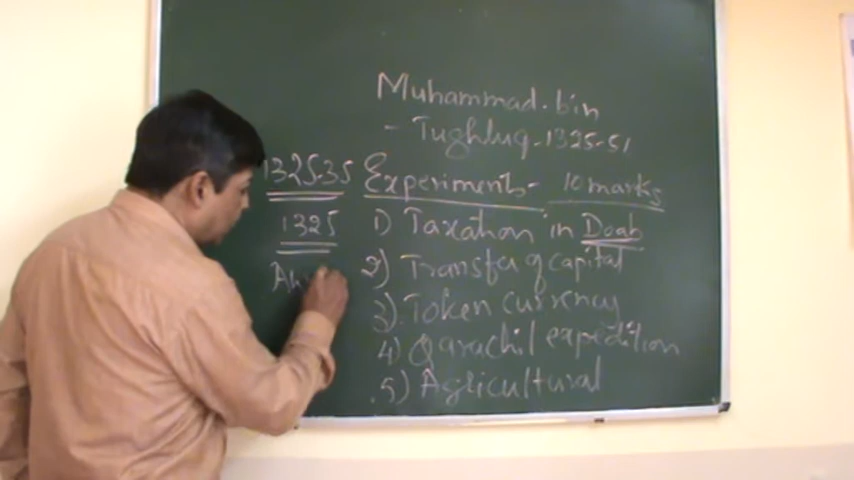 Muhammad. bin
- Tughluq - 1325-51
1325-35
1325
Experiments - 10 marks
1) Taxation in Doab
2) Transfer of capital
3). Token currency
4) Qarachil expedition
5) Agricultural